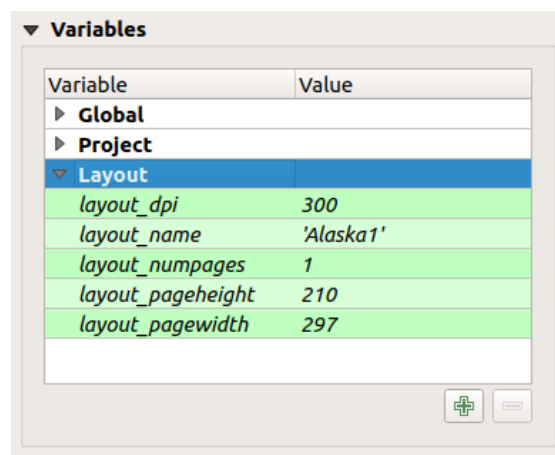 Variables
Variable Value
Global
Project
Layout
layout_dpi 300
layout_name 'Alaska1'
layout_numpages 1
layout_pageheight 210
layout_pagewidth 297